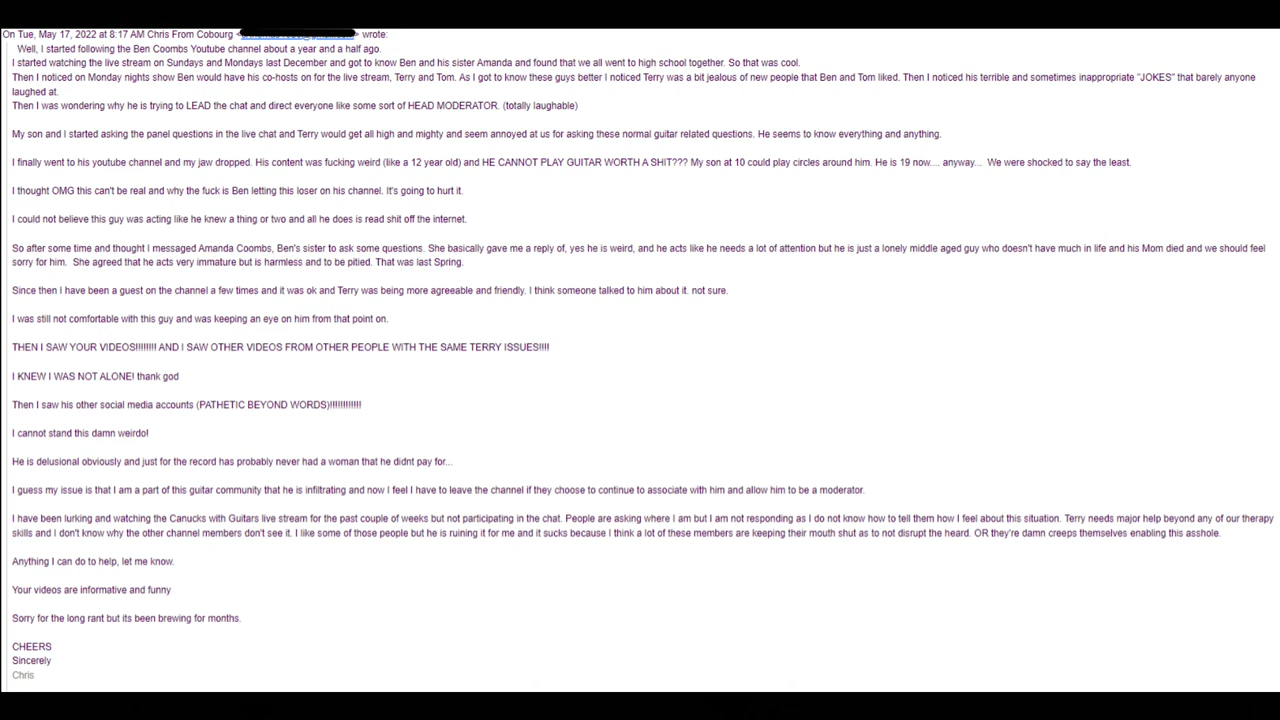 On Tue, May 17, 2022 at 8:17 AM Chris From Cobourg < > wrote:
Well, I started following the Ben Coombs Youtube channel about a year and a half ago.
I started watching the live stream on Sundays and Mondays last December and got to know Ben and his sister Amanda and found that we all went to high school together. So that was cool.
Then I noticed on Monday nights show Ben would have his co-hosts on for the live stream, Terry and Tom. As I got to know these guys better I noticed Terry was a bit jealous of new people that Ben and Tom liked. Then I noticed his terrible and sometimes inappropriate "JOKES" that barely anyone
laughed at.
Then I was wondering why he is trying to LEAD the chat and direct everyone like some sort of HEAD MODERATOR. (totally laughable)
My son and I started asking the panel questions in the live chat and Terry would get all high and mighty and seem annoyed at us for asking these normal guitar related questions. He seems to know everything and anything.
I finally went to his youtube channel and my jaw dropped. His content was fucking weird (like a 12 year old) and HE CANNOT PLAY GUITAR WORTH A SHIT??? My son at 10 could play circles around him. He is 19 now.... anyway... We were shocked to say the least.
I thought OMG this can't be real and why the fuck is Ben letting this loser on his channel. It's going to hurt it.
I could not believe this guy was acting like he knew a thing or two and all he does is read shit off the internet.
So after some time and thought I messaged Amanda Coombs, Ben's sister to ask some questions. She basically gave me a reply of, yes he is weird, and he acts like he needs a lot of attention but he is just a lonely middle aged guy who doesn't have much in life and his Mom died and we should feel
sorry for him. She agreed that he acts very immature but is harmless and to be pitied. That was last Spring.
Since then I have been a guest on the channel a few times and it was ok and Terry was being more agreeable and friendly. I think someone talked to him about it. not sure.
I was still not comfortable with this guy and was keeping an eye on him from that point on.
THEN I SAW YOUR VIDEOS!!!!!!!! AND I SAW OTHER VIDEOS FROM OTHER PEOPLE WITH THE SAME TERRY ISSUES!!!!
I KNEW I WAS NOT ALONE! thank god
Then I saw his other social media accounts (PATHETIC BEYOND WORDS)!!!!!!!!!!!!
I cannot stand this damn weirdo!
He is delusional obviously and just for the record has probably never had a woman that he didnt pay for...
I guess my issue is that I am a part of this guitar community that he is infiltrating and now I feel I have to leave the channel if they choose to continue to associate with him and allow him to be a moderator.
I have been lurking and watching the Canucks with Guitars live stream for the past couple of weeks but not participating in the chat. People are asking where I am but I am not responding as I do not know how to tell them how I feel about this situation. Terry needs major help beyond any of our therapy
skills and I don't know why the other channel members don't see it. I like some of those people but he is ruining it for me and it sucks because I think a lot of these members are keeping their mouth shut as to not disrupt the heard. OR they're damn creeps themselves enabling this asshole.
Anything I can do to help, let me know.
Your videos are informative and funny
Sorry for the long rant but its been brewing for months.
CHEERS
Sincerely
Chris